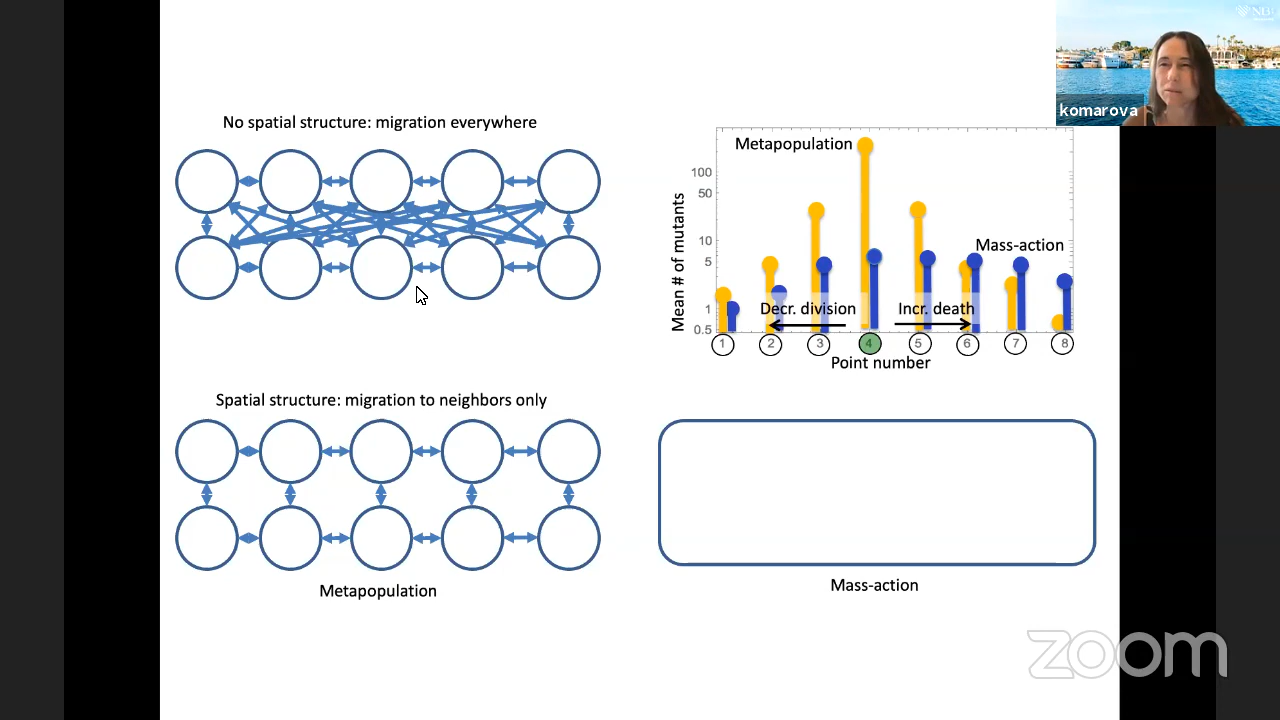 NBI
komarova
No spatial structure: migration everywhere
Metapopulation
Mass-action
Mean # of mutants
100
50
10
5
1
0.5
Decr. division
Incr. death
1 2 3 4 5 6 7 8
Point number
Spatial structure: migration to neighbors only
Metapopulation
Mass-action
zoom